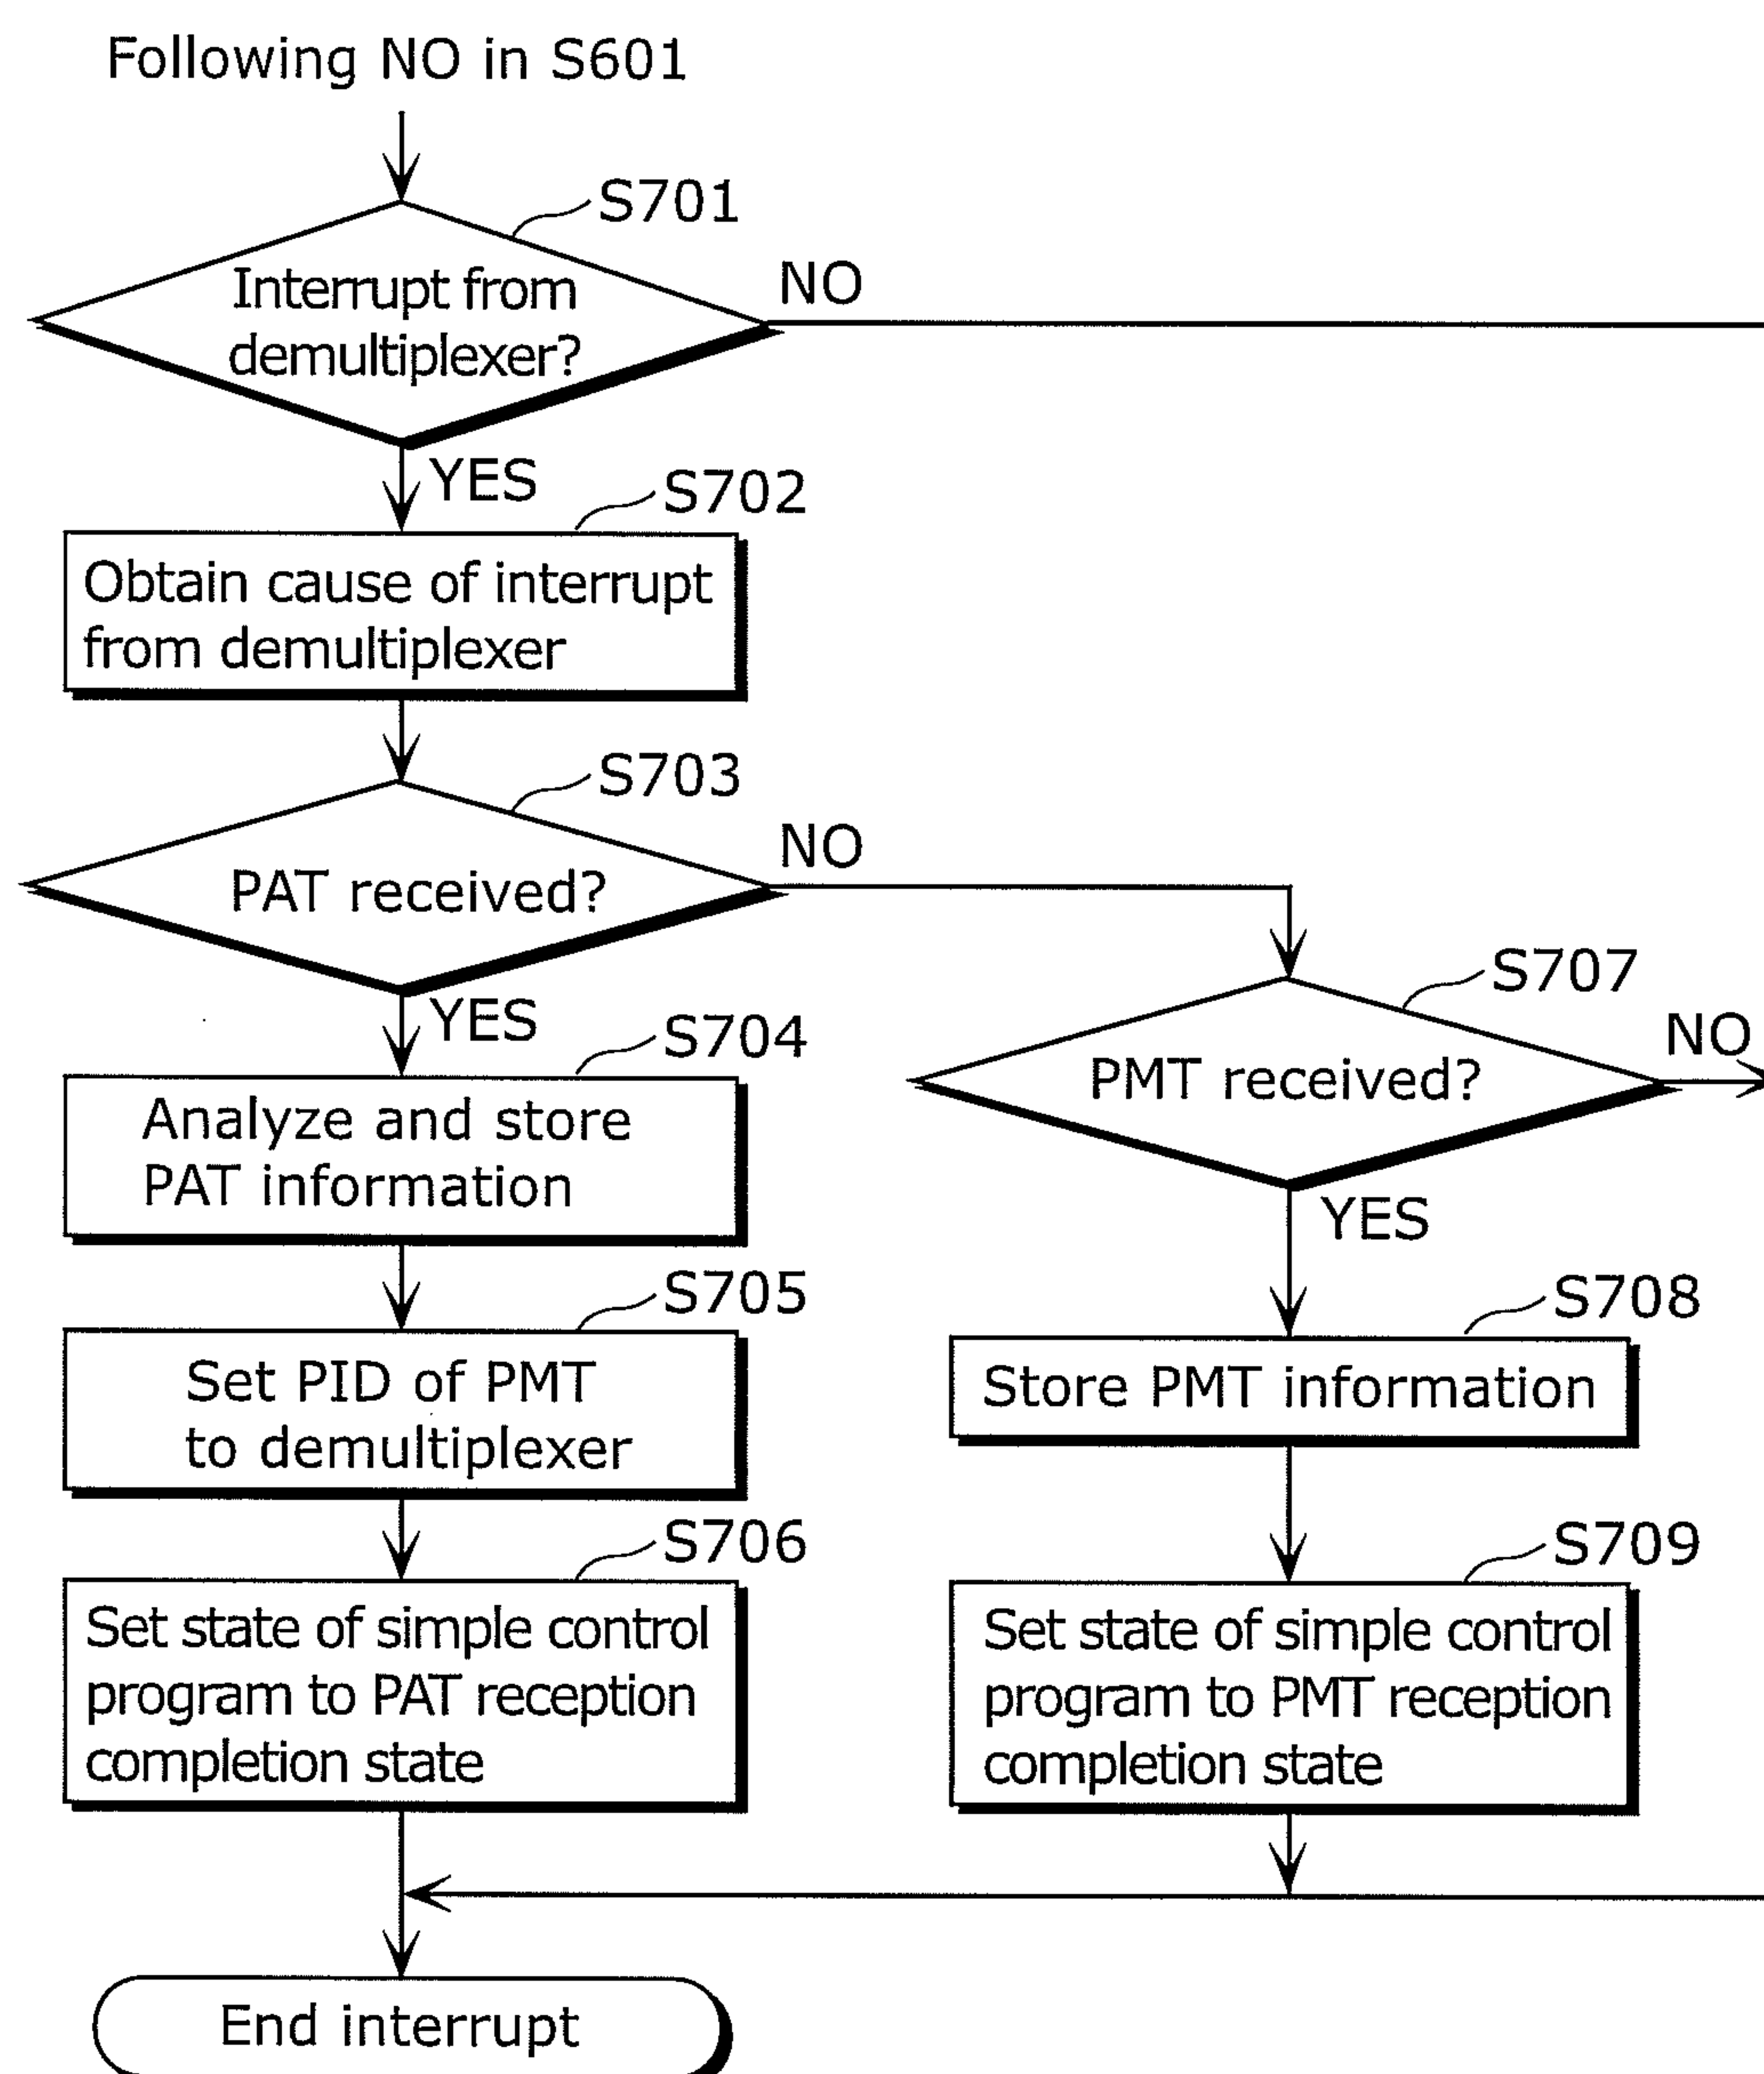 Following NO in S601
S701
Interrupt from
demultiplexer?
NO
YES
S702
Obtain cause of interrupt
from demultiplexer
S703
PAT received?
NO
YES
S704
Analyze and store
PAT information
S705
Set PID of PMT
to demultiplexer
S706
Set state of simple control
program to PAT reception
completion state
S707
PMT received?
NO
YES
S708
Store PMT information
S709
Set state of simple control
program to PMT reception
completion state
End interrupt